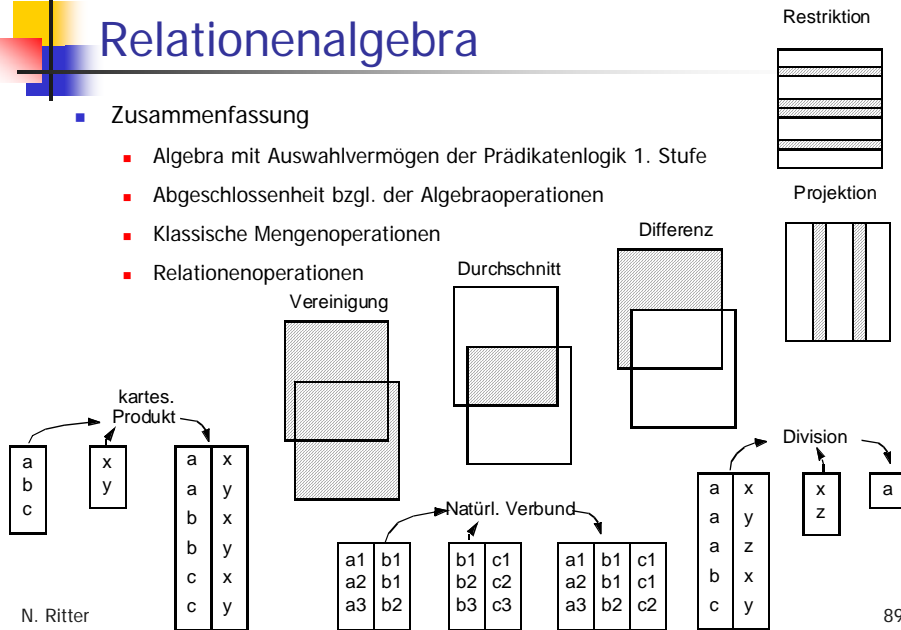 Relationenalgebra
Restriktion
Zusammenfassung
Algebra mit Auswahlvermögen der Prädikatenlogik 1. Stufe
Abgeschlossenheit bzgl. der Algebraoperationen
Klassische Mengenoperationen
Relationenoperationen
Projektion
Differenz
Durchschnitt
Vereinigung
kartes.
Produkt
a
b
c
x
y
a x
a y
b x
b y
c x
c y
Natürl. Verbund
a1 b1
a2 b1
a3 b2
b1 c1
b2 c2
b3 c3
a1 b1 c1
a2 b1 c1
a3 b2 c2
Division
a x
a y
a z
b x
c y
x
z
a
N. Ritter
89